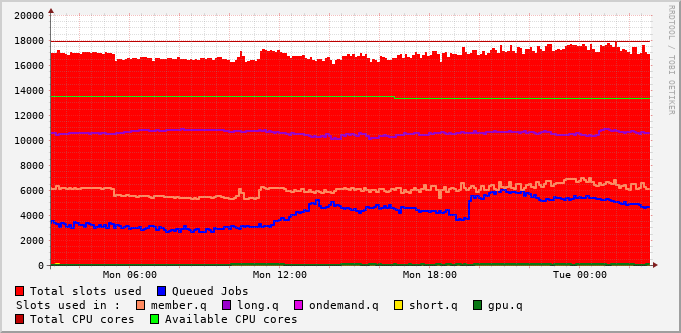 20000
18000
16000
14000
12000
10000
8000
6000
4000
2000
0
Mon 06:00 Mon 12:00 Mon 18:00 Tue 00:00
Total slots used Queued Jobs
Slots used in : member.q long.q ondemand.q short.q gpu.q
Total CPU cores Available CPU cores
RRDTOOL / TOBI OETIKER